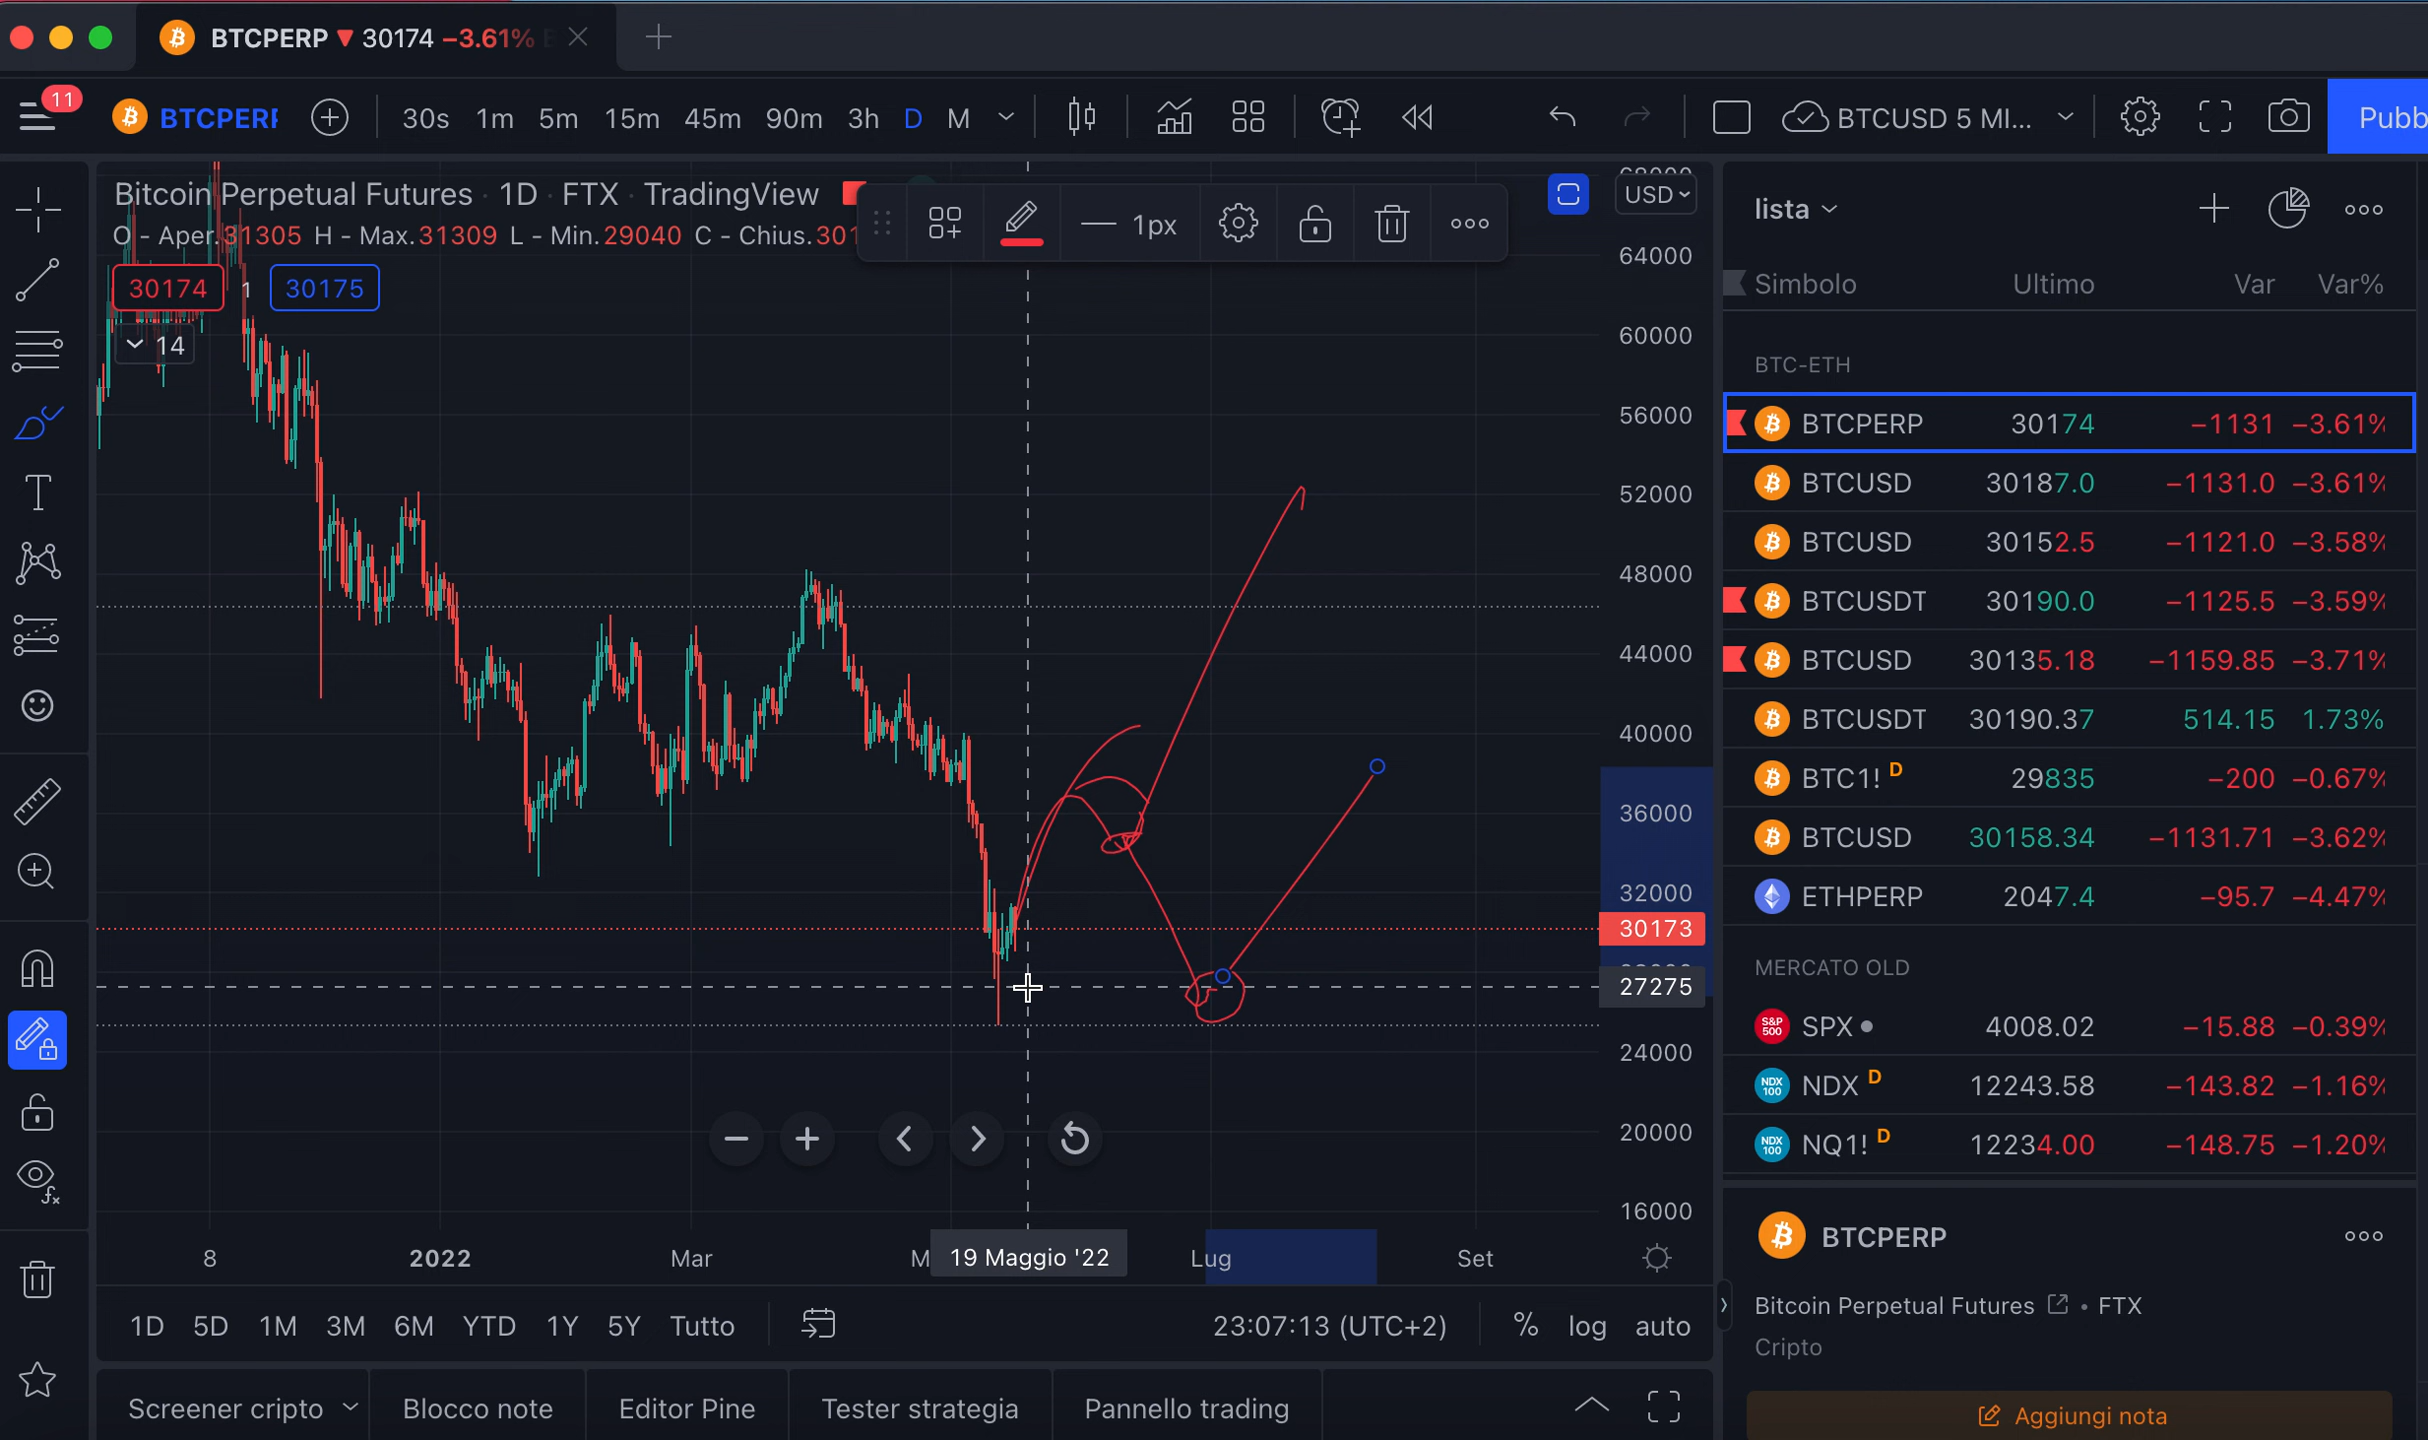 BTCPERP ▼ 30174 −3.61%
11
BTCPERP
30s 1m 5m 15m 45m 90m 3h D M
BTCUSD 5 MI...
Pubb
Bitcoin Perpetual Futures · 1D · FTX · TradingView
O - Aper.31305 H - Max.31309 L - Min.29040 C - Chius.301
1px
USD
30174 1 30175
14
68000
64000
60000
56000
52000
48000
44000
40000
36000
32000
30173
27275
24000
20000
16000
8 2022 Mar M 19 Maggio '22 Lug Set
1D 5D 1M 3M 6M YTD 1Y 5Y Tutto
23:07:13 (UTC+2) % log auto
Screener cripto Blocco note Editor Pine Tester strategia Pannello trading
lista
Simbolo Ultimo Var Var%
BTC-ETH
BTCPERP 30174 −1131 −3.61%
BTCUSD 30187.0 −1131.0 −3.61%
BTCUSD 30152.5 −1121.0 −3.58%
BTCUSDT 30190.0 −1125.5 −3.59%
BTCUSD 30135.18 −1159.85 −3.71%
BTCUSDT 30190.37 514.15 1.73%
BTC1! D 29835 −200 −0.67%
BTCUSD 30158.34 −1131.71 −3.62%
ETHPERP 2047.4 −95.7 −4.47%
MERCATO OLD
S&P 500 SPX 4008.02 −15.88 −0.39%
NDX 100 NDX D 12243.58 −143.82 −1.16%
NDX 100 NQ1! D 12234.00 −148.75 −1.20%
BTCPERP
Bitcoin Perpetual Futures • FTX
Cripto
Aggiungi nota